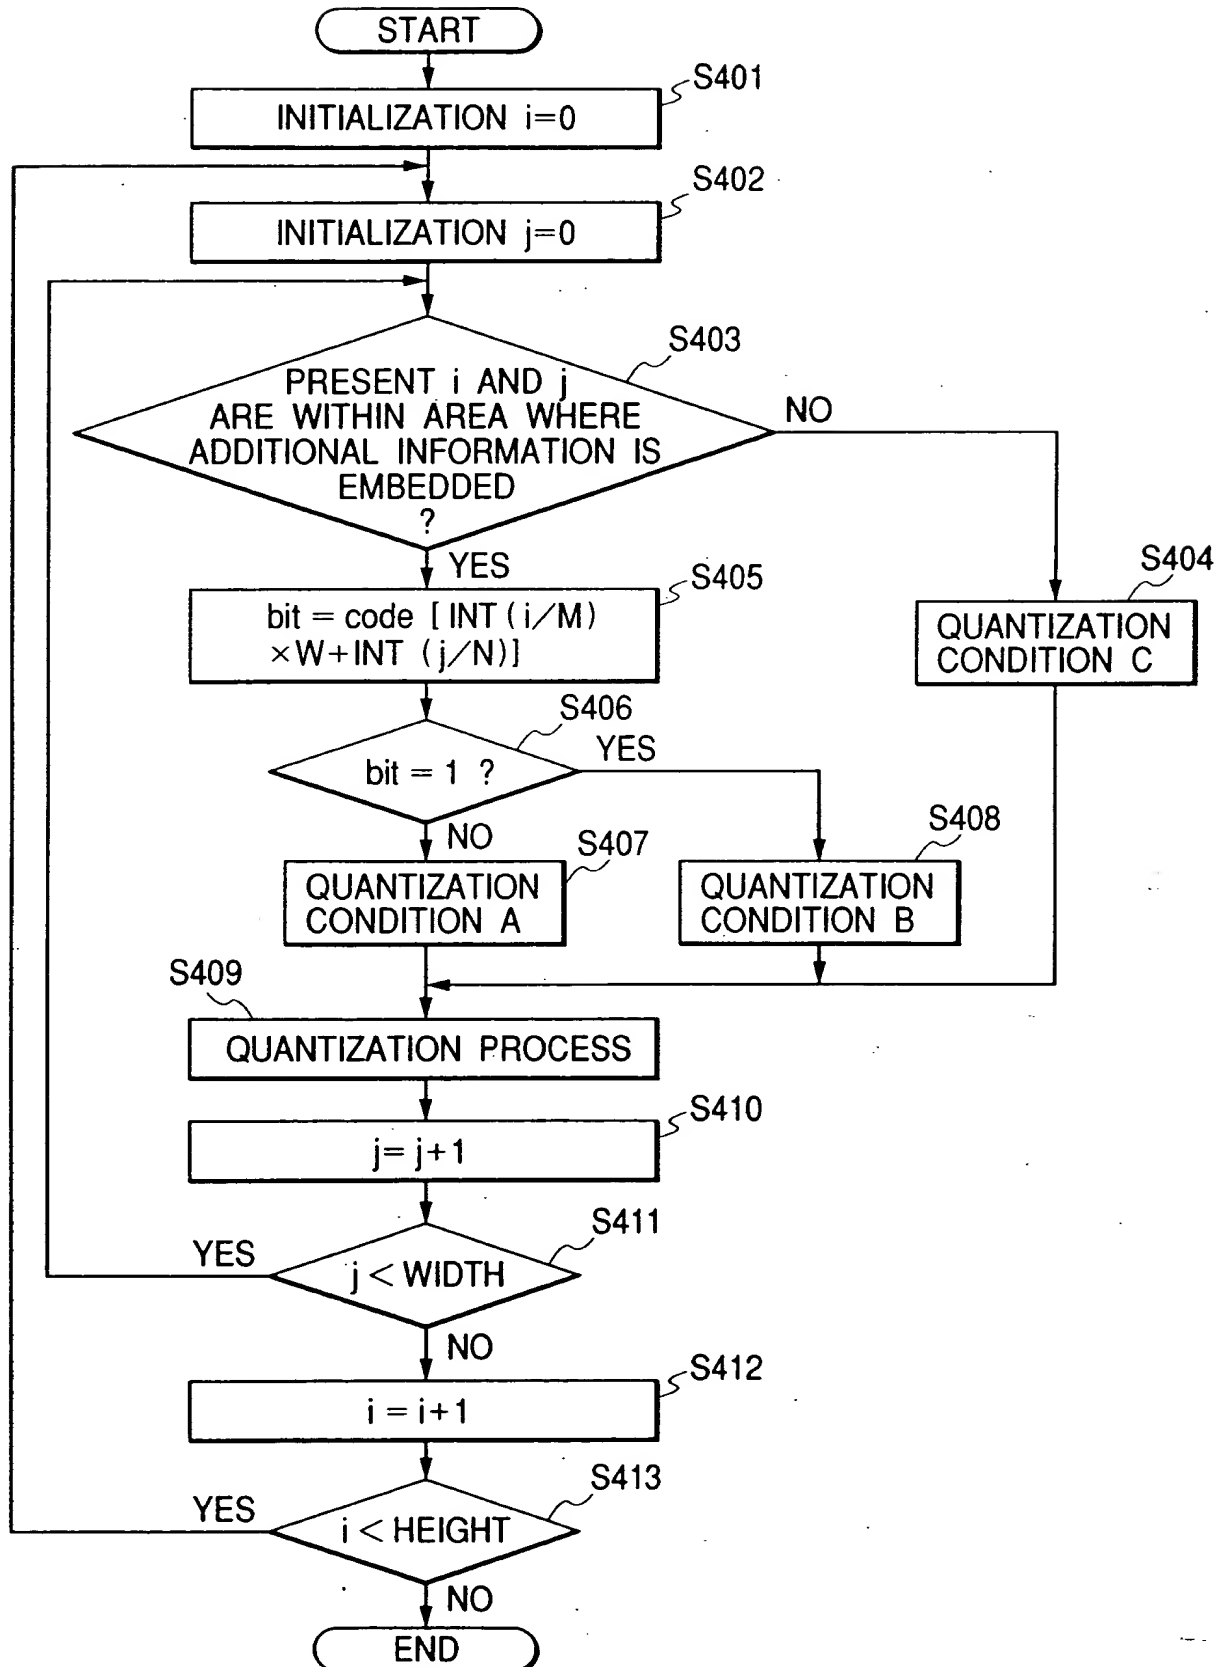 START
S401
INITIALIZATION i=0
S402
INITIALIZATION j=0
S403
PRESENT i AND j
ARE WITHIN AREA WHERE
ADDITIONAL INFORMATION IS
EMBEDDED
?
NO
YES
S404
QUANTIZATION
CONDITION C
S405
bit = code [ INT ( i/M )
×W+INT ( j/N )]
S406
bit = 1 ?
YES
NO
S407
QUANTIZATION
CONDITION A
S408
QUANTIZATION
CONDITION B
S409
QUANTIZATION PROCESS
S410
j= j+1
S411
j < WIDTH
YES
NO
S412
i = i+1
S413
i < HEIGHT
YES
NO
END